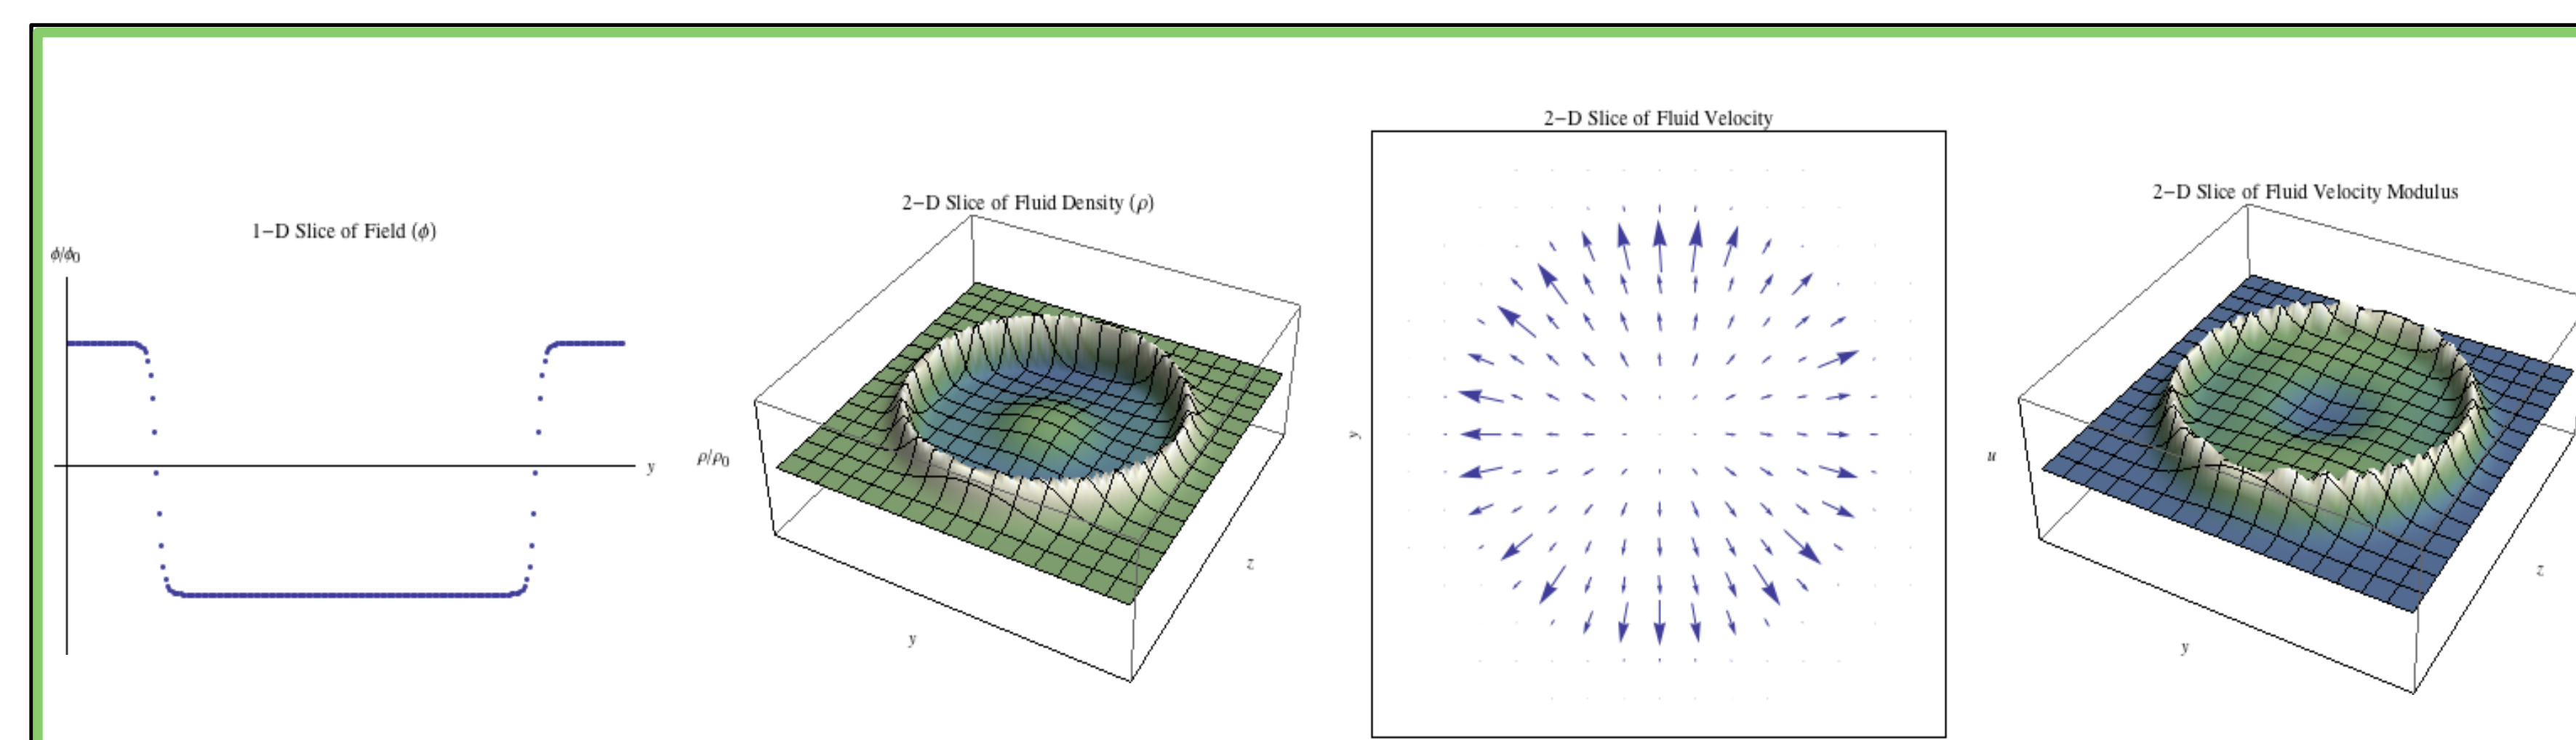 1−D Slice of Field (ϕ)
ϕ/ϕ0
y
2−D Slice of Fluid Density (ρ)
ρ/ρ0
y
z
2−D Slice of Fluid Velocity
y
2−D Slice of Fluid Velocity Modulus
u
y
z